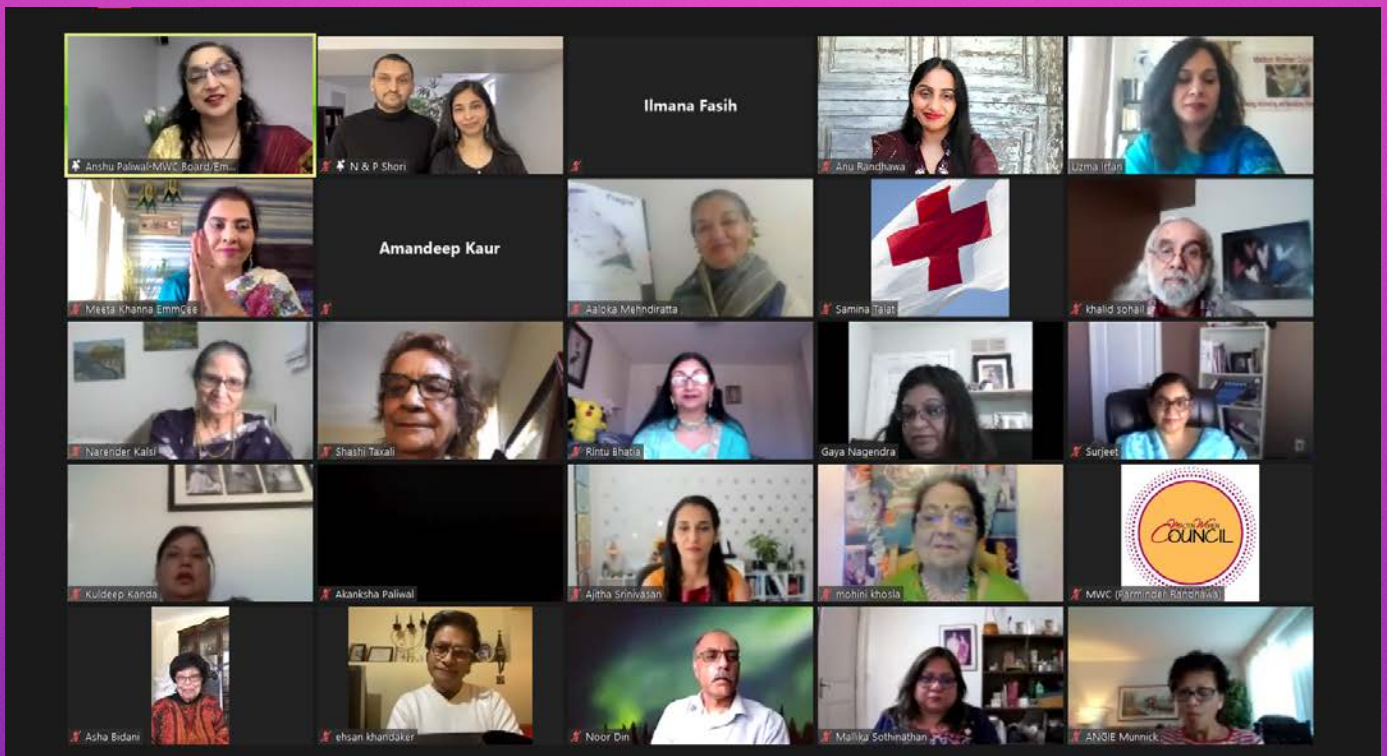 Anshu Paliwal-MWC Board/Em...
N & P Shori
Ilmana Fasih
Anu Randhawa
Uzma Irfan
Meeta Khanna EmmCee
Amandeep Kaur
Aaloka Mehndiratta
Samina Talat
khalid sohail
Narender Kalsi
Shashi Taxali
Rintu Bhatia
Gaya Nagendra
Surjeet
Kuldeep Kanda
Akanksha Paliwal
Ajitha Srinivasan
mohini khosla
MALTON WOMEN
COUNCIL
MWC (Parminder Randhawa)
Asha Bidani
ehsan khandaker
Noor Din
Mallika Sothinathan
ANGIE Munnick